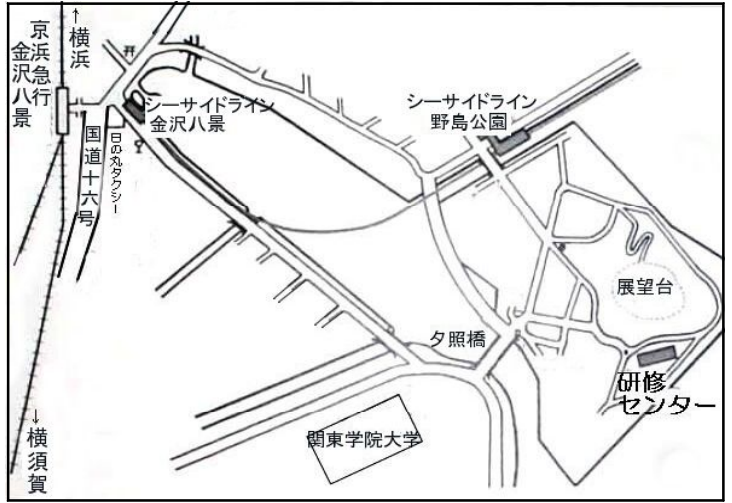 ↑横浜
京浜急行
金沢八景
シーサイドライン
金沢八景
シーサイドライン
野島公園
国道十六号
日の丸タクシー
展望台
夕照橋
研修
センター
関東学院大学
↓横須賀